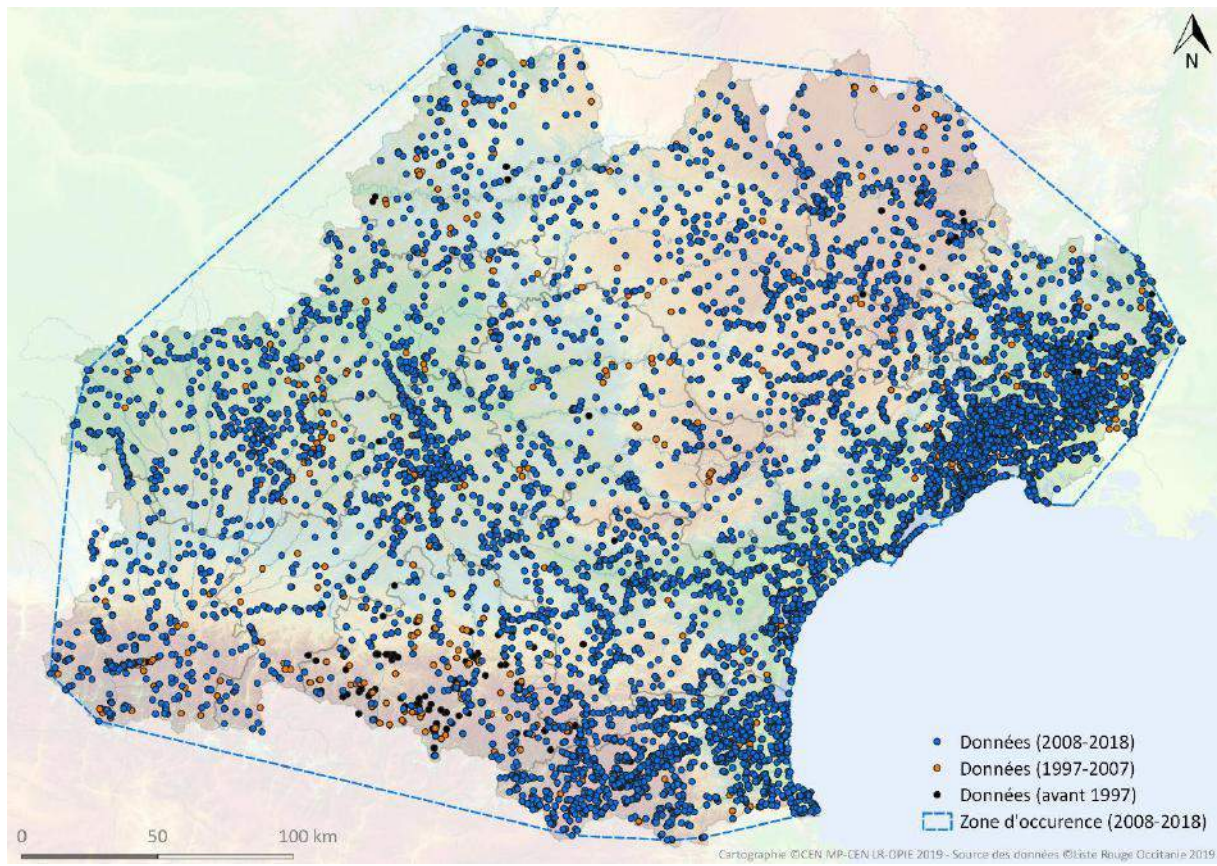 N
Données (2008-2018)
Données (1997-2007)
Données (avant 1997)
Zone d'occurence (2008-2018)
0 50 100 km
Cartographie ©CEN MP-CEN LR-OPIE 2019 - Source des données ©Liste Rouge Occitanie 2019